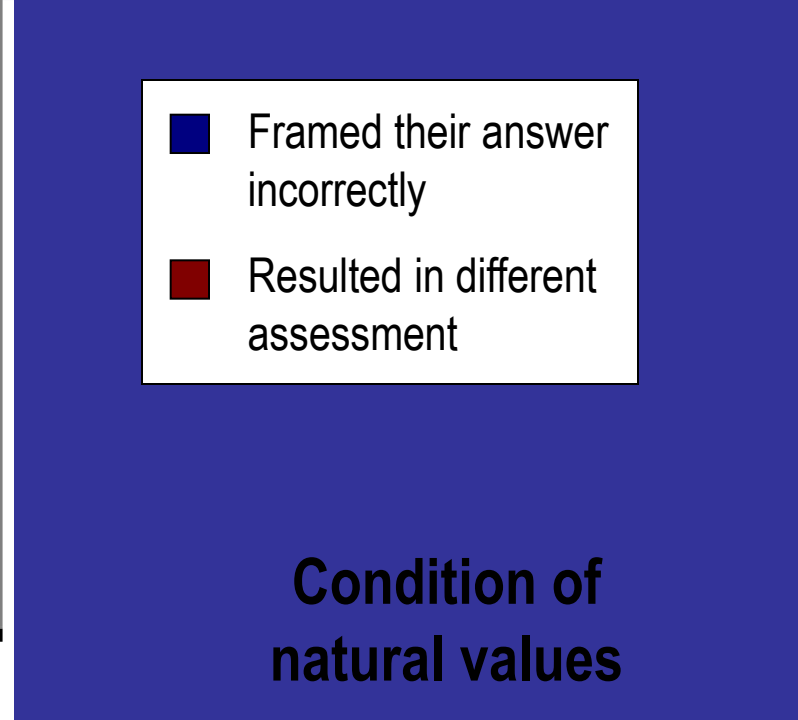 Framed their answer
incorrectly
Resulted in different
assessment
Condition of
natural values